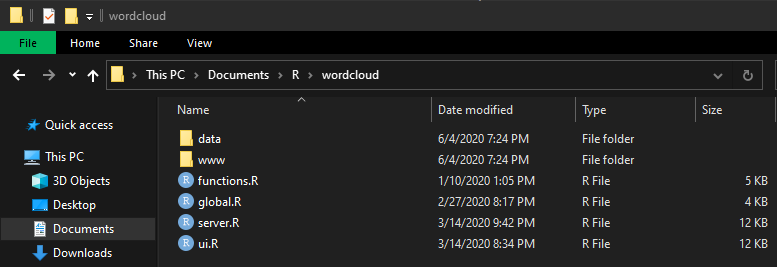 wordcloud
File Home Share View
This PC Documents R wordcloud
Name Date modified Type Size
Quick access
This PC
3D Objects
Desktop
Documents
Downloads
data 6/4/2020 7:24 PM File folder
www 6/4/2020 7:24 PM File folder
functions.R 1/10/2020 1:05 PM R File 5 KB
global.R 2/27/2020 8:17 PM R File 4 KB
server.R 3/14/2020 9:42 PM R File 12 KB
ui.R 3/14/2020 8:34 PM R File 12 KB